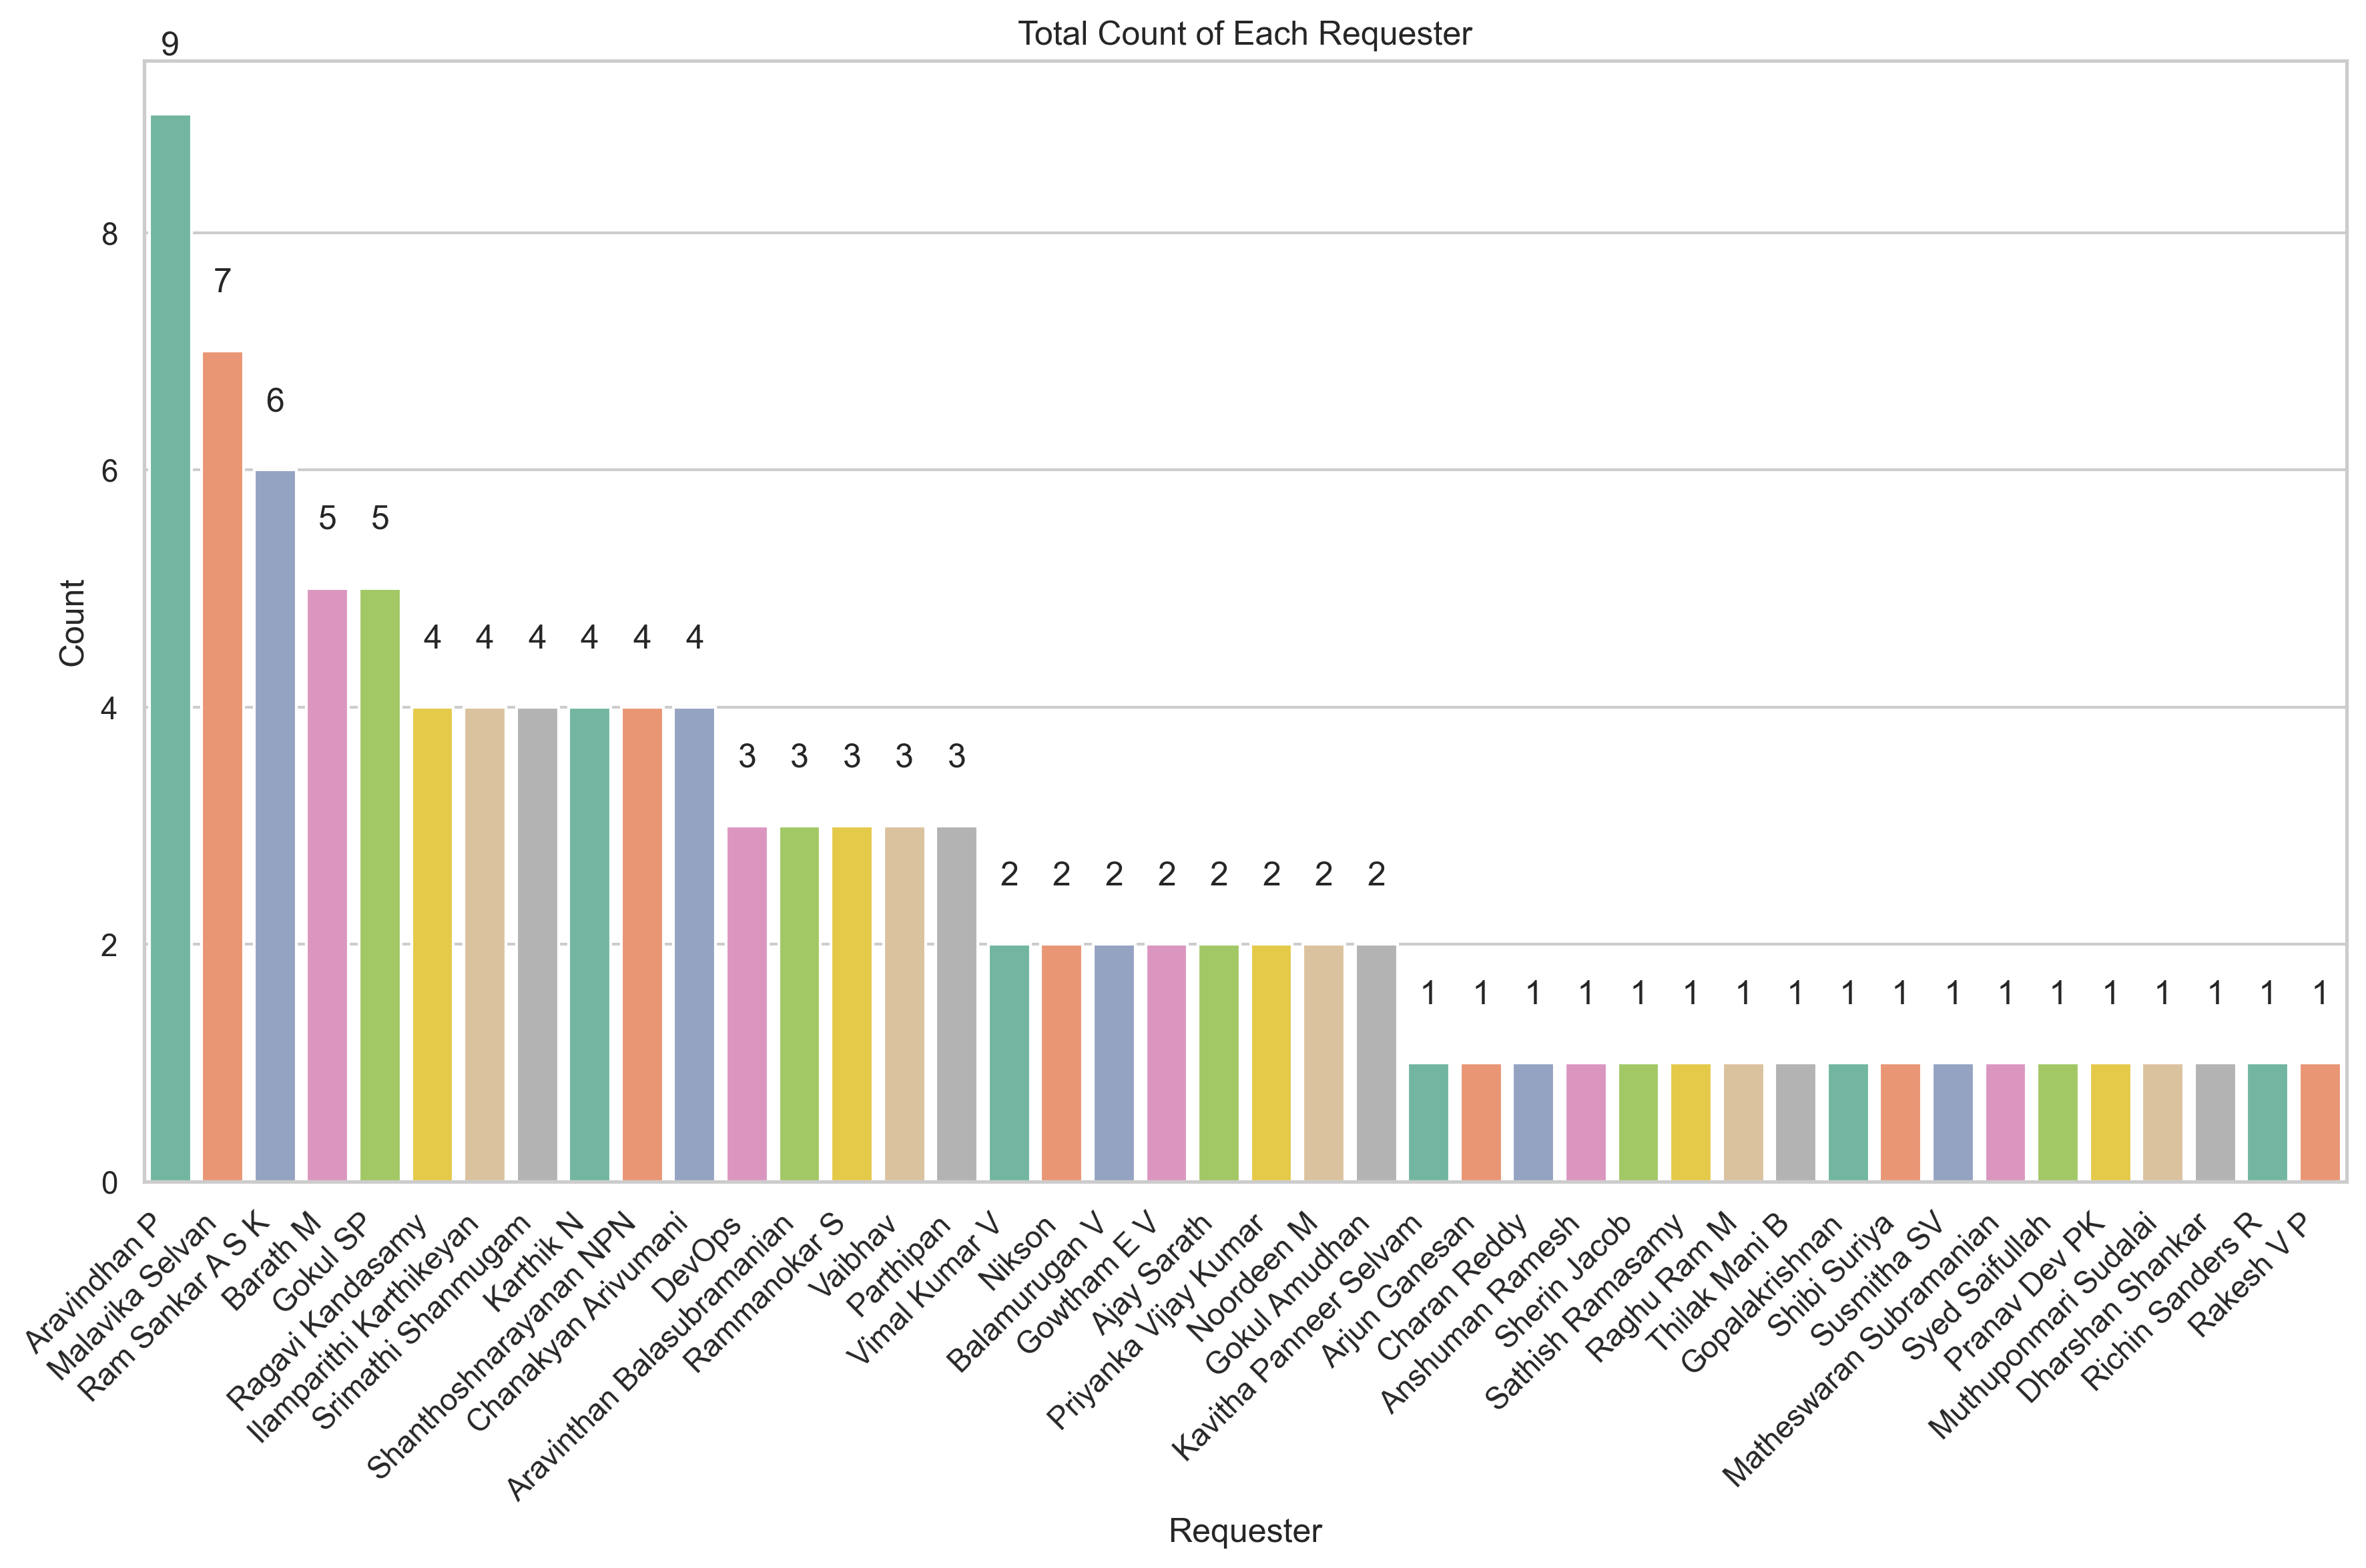 Total Count of Each Requester
9
7
6
5 5
4 4 4 4 4 4
3 3 3 3 3
2 2 2 2 2 2 2 2
1 1 1 1 1 1 1 1 1 1 1 1 1 1 1 1 1 1
Count
8
6
4
2
0
Aravindhan P
Malavika Selvan
Ram Sankar A S K
Barath M
Gokul SP
Ragavi Kandasamy
Ilamparithi Karthikeyan
Srimathi Shanmugam
Karthik N
Shanthoshnarayanan NPN
Chanakyan Arivumani
DevOps
Aravinthan Balasubramanian
Rammanokar S
Vaibhav
Parthipan
Vimal Kumar V
Nikson
Balamurugan V
Gowtham E V
Ajay Sarath
Priyanka Vijay Kumar
Noordeen M
Gokul Amudhan
Kavitha Panneer Selvam
Arjun Ganesan
Charan Reddy
Anshuman Ramesh
Sherin Jacob
Sathish Ramasamy
Raghu Ram M
Thilak Mani B
Gopalakrishnan
Shibi Suriya
Susmitha SV
Matheswaran Subramanian
Syed Saifullah
Pranav Dev PK
Muthuponmari Sudalai
Dharshan Shankar
Richin Sanders R
Rakesh V P
Requester